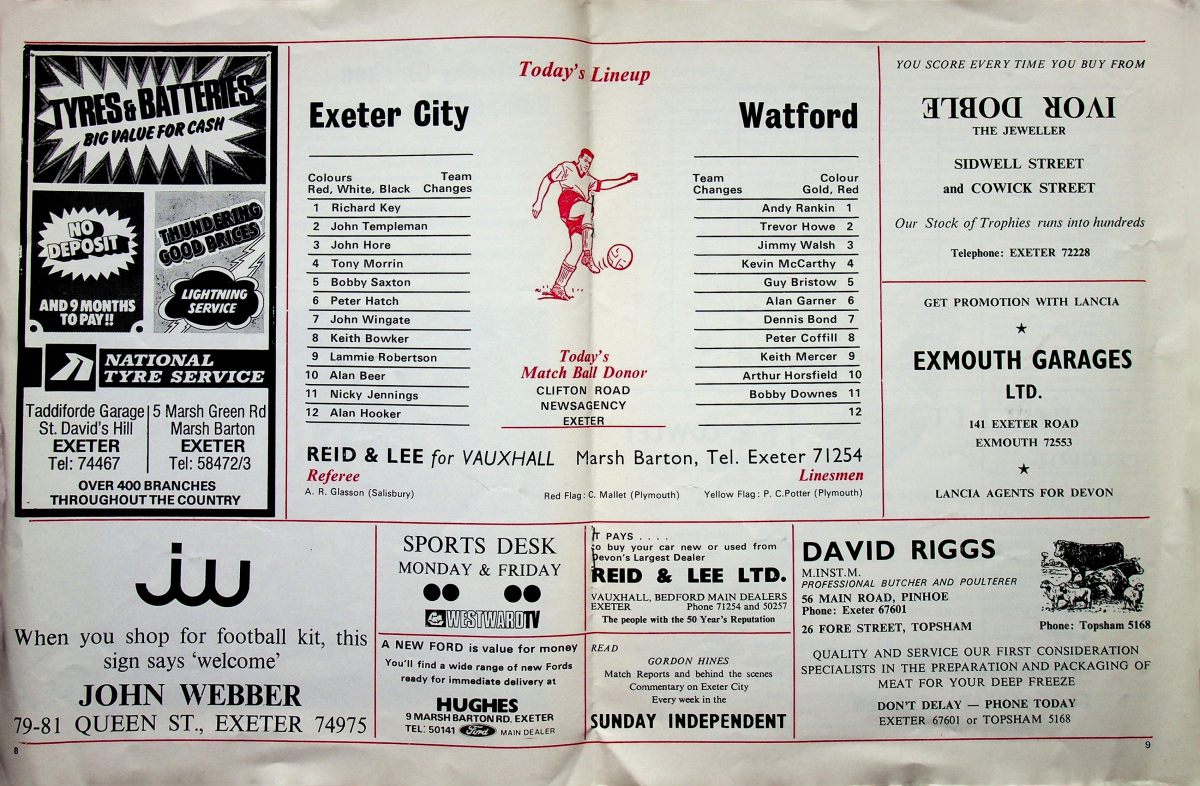 TYRES & BATTERIES
BIG VALUE FOR CASH
NO
DEPOSIT
AND 9 MONTHS
TO PAY!!
THUNDERING
GOOD PRICES
LIGHTNING
SERVICE
NATIONAL
TYRE SERVICE
Taddiforde Garage
St. David's Hill
EXETER
Tel: 74467
5 Marsh Green Rd
Marsh Barton
EXETER
Tel: 58472/3
OVER 400 BRANCHES
THROUGHOUT THE COUNTRY
Today's Lineup
Exeter City
Colours Team
Red, White, Black Changes
1 Richard Key
2 John Templeman
3 John Hore
4 Tony Morrin
5 Bobby Saxton
6 Peter Hatch
7 John Wingate
8 Keith Bowker
9 Lammie Robertson
10 Alan Beer
11 Nicky Jennings
12 Alan Hooker
Today's
Match Ball Donor
CLIFTON ROAD
NEWSAGENCY
EXETER
Watford
Team Colour
Changes Gold, Red
Andy Rankin 1
Trevor Howe 2
Jimmy Walsh 3
Kevin McCarthy 4
Guy Bristow 5
Alan Garner 6
Dennis Bond 7
Peter Coffill 8
Keith Mercer 9
Arthur Horsfield 10
Bobby Downes 11
12
REID & LEE for VAUXHALL Marsh Barton, Tel. Exeter 71254
Referee Linesmen
A. R. Glasson (Salisbury) Red Flag: C. Mallet (Plymouth) Yellow Flag: P. C. Potter (Plymouth)
YOU SCORE EVERY TIME YOU BUY FROM
IVOR DOBLE
THE JEWELLER
SIDWELL STREET
and COWICK STREET
Our Stock of Trophies runs into hundreds
Telephone: EXETER 72228
GET PROMOTION WITH LANCIA
EXMOUTH GARAGES
LTD.
141 EXETER ROAD
EXMOUTH 72553
LANCIA AGENTS FOR DEVON
jw
When you shop for football kit, this
sign says 'welcome'
JOHN WEBBER
79-81 QUEEN ST., EXETER 74975
8
SPORTS DESK
MONDAY & FRIDAY
WESTWARD TV
A NEW FORD is value for money
You'll find a wide range of new Fords
ready for immediate delivery at
HUGHES
9 MARSH BARTON RD. EXETER
TEL: 50141 Ford MAIN DEALER
IT PAYS ....
to buy your car new or used from
Devon's Largest Dealer
REID & LEE LTD.
VAUXHALL, BEDFORD MAIN DEALERS
EXETER Phone 71254 and 50257
The people with the 50 Year's Reputation
READ
GORDON HINES
Match Reports and behind the scenes
Commentary on Exeter City
Every week in the
SUNDAY INDEPENDENT
DAVID RIGGS
M.INST.M.
PROFESSIONAL BUTCHER AND POULTERER
56 MAIN ROAD, PINHOE
Phone: Exeter 67601
26 FORE STREET, TOPSHAM Phone: Topsham 5168
QUALITY AND SERVICE OUR FIRST CONSIDERATION
SPECIALISTS IN THE PREPARATION AND PACKAGING OF
MEAT FOR YOUR DEEP FREEZE
DON'T DELAY — PHONE TODAY
EXETER 67601 or TOPSHAM 5168
9